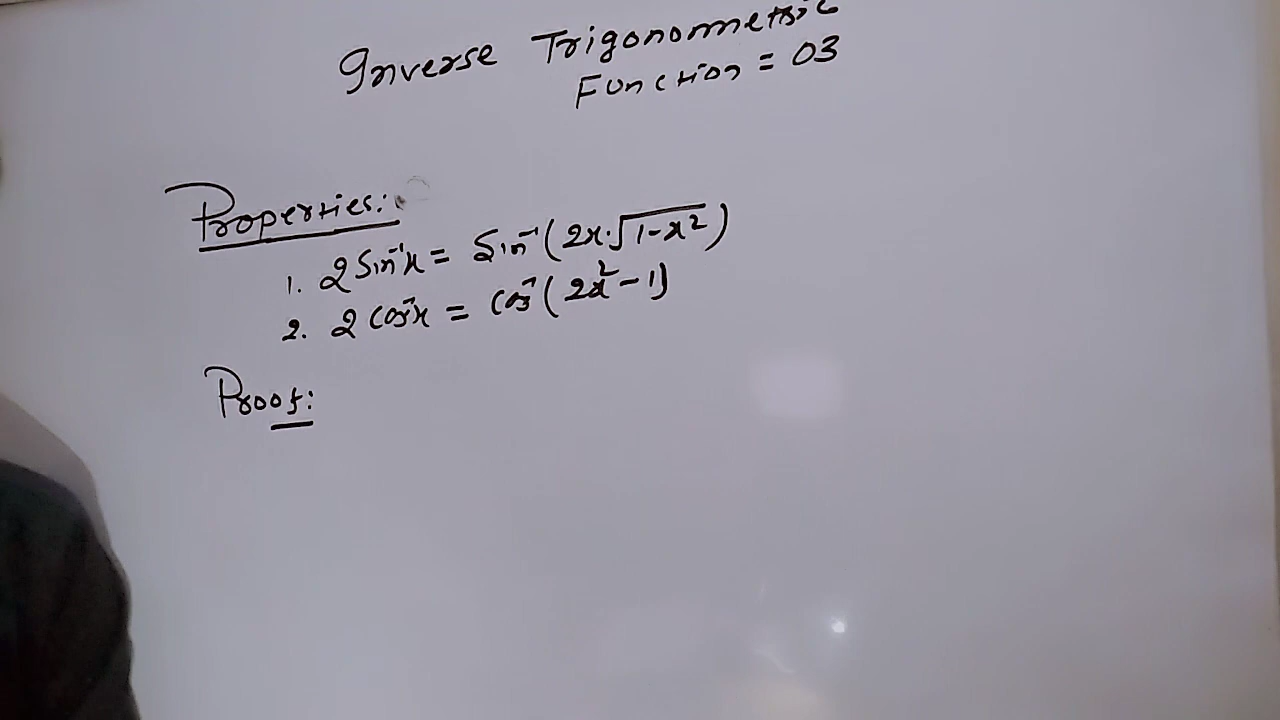 Inverse Trigonometric
Function = 03
Properties:
1. 2 Sin⁻¹x = Sin⁻¹(2x.√1-x²)
2. 2 Cos⁻¹x = Cos⁻¹(2x²-1)
Proof: